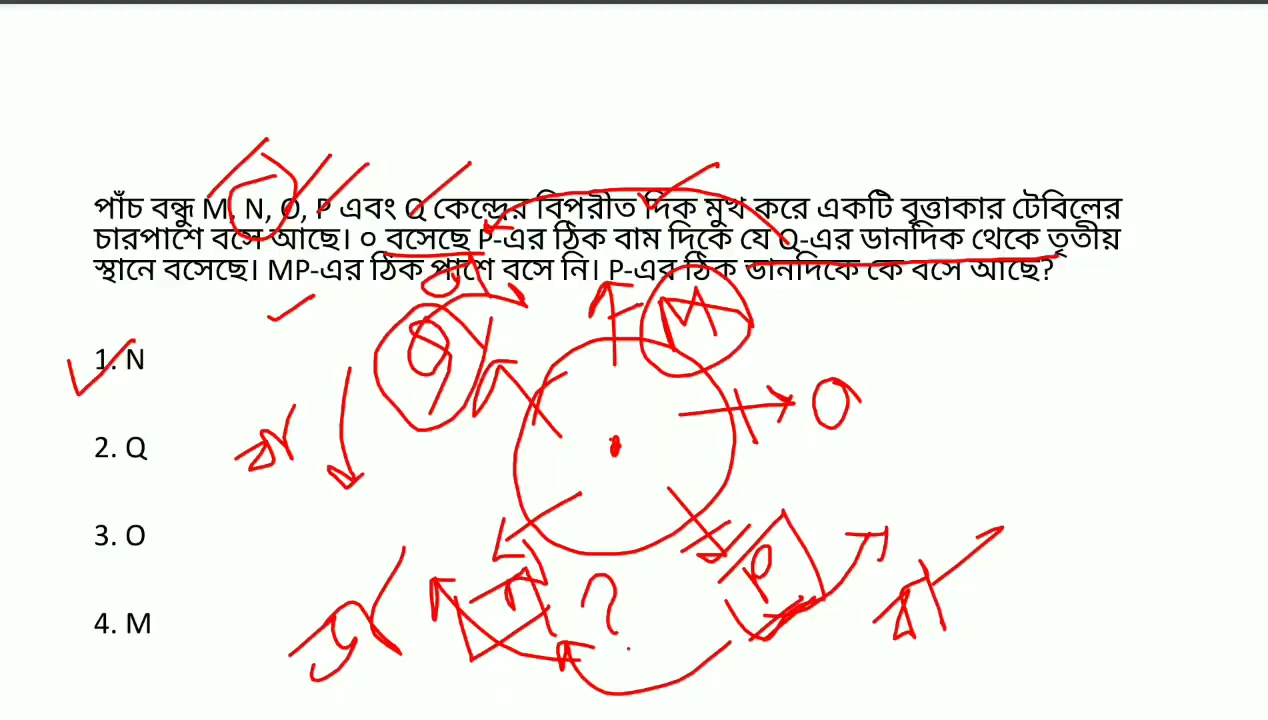 পাঁচ বন্ধু M, N, O, P এবং Q কেন্দ্রের বিপরীত দিক মুখ করে একটি বৃত্তাকার টেবিলের
চারপাশে বসে আছে। ০ বসেছে P-এর ঠিক বাম দিকে যে Q-এর ডানদিক থেকে তৃতীয়
স্থানে বসেছে। MP-এর ঠিক পাশে বসে নি। P-এর ঠিক ডানদিকে কে বসে আছে?
M
1. N
O
2. Q
3. O
P
?
4. M